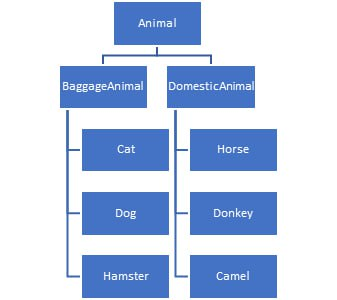 Animal
BaggageAnimal
DomesticAnimal
Cat
Horse
Dog
Donkey
Hamster
Camel